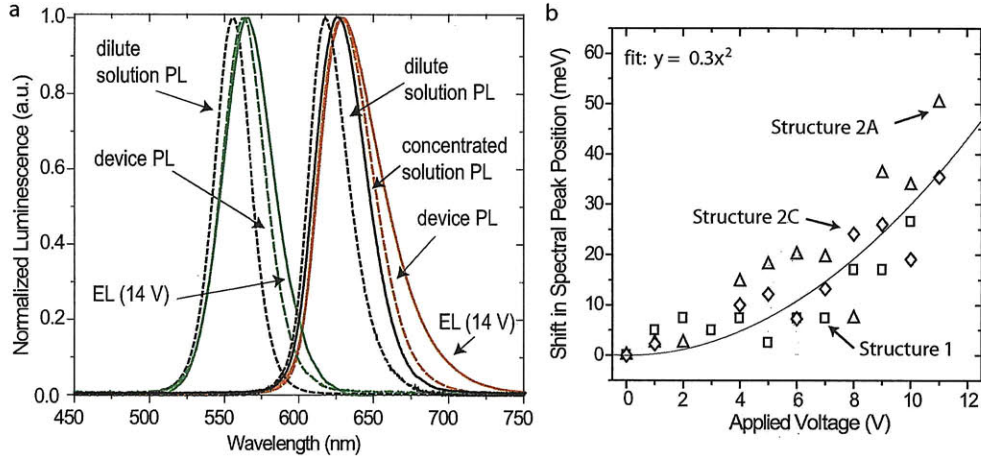 a
1.0
0.8
0.6
0.4
0.2
0.0
Normalized Luminescence (a.u.)
dilute
solution PL
device PL
EL (14 V)
dilute
solution PL
concentrated
solution PL
device PL
EL (14 V)
450
500
550
600
650
700
750
Wavelength (nm)
b
60
50
40
30
20
10
0
Shift in Spectral Peak Position (meV)
fit: y = 0.3x²
Structure 2A
Structure 2C
Structure 1
0
2
4
6
8
10
12
Applied Voltage (V)